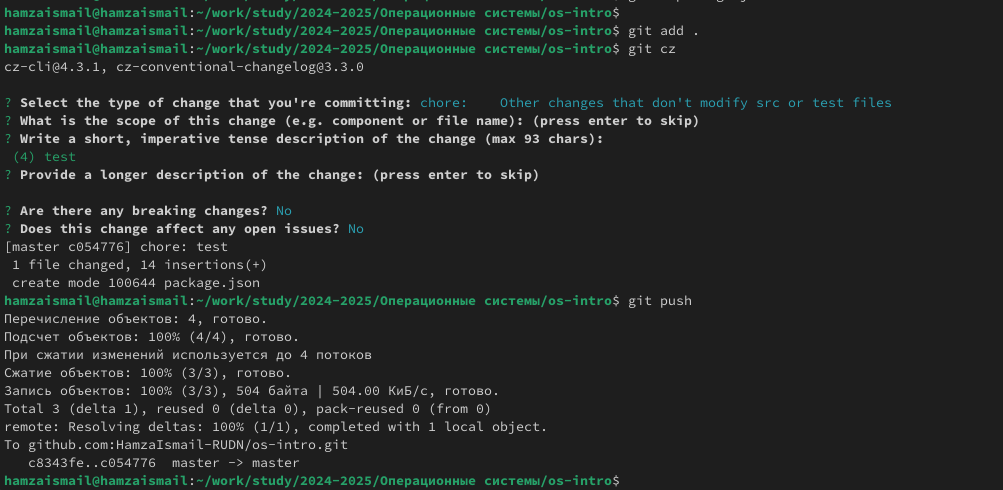 hamzaismail@hamzaismail:~/work/study/2024-2025/Операционные системы/os-intro$
hamzaismail@hamzaismail:~/work/study/2024-2025/Операционные системы/os-intro$ git add .
hamzaismail@hamzaismail:~/work/study/2024-2025/Операционные системы/os-intro$ git cz
cz-cli@4.3.1, cz-conventional-changelog@3.3.0

? Select the type of change that you're committing: chore:    Other changes that don't modify src or test files
? What is the scope of this change (e.g. component or file name): (press enter to skip)
? Write a short, imperative tense description of the change (max 93 chars):
 (4) test
? Provide a longer description of the change: (press enter to skip)

? Are there any breaking changes? No
? Does this change affect any open issues? No
[master c054776] chore: test
 1 file changed, 14 insertions(+)
 create mode 100644 package.json
hamzaismail@hamzaismail:~/work/study/2024-2025/Операционные системы/os-intro$ git push
Перечисление объектов: 4, готово.
Подсчет объектов: 100% (4/4), готово.
При сжатии изменений используется до 4 потоков
Сжатие объектов: 100% (3/3), готово.
Запись объектов: 100% (3/3), 504 байта | 504.00 КиБ/с, готово.
Total 3 (delta 1), reused 0 (delta 0), pack-reused 0 (from 0)
remote: Resolving deltas: 100% (1/1), completed with 1 local object.
To github.com:HamzaIsmail-RUDN/os-intro.git
   c8343fe..c054776  master -> master
hamzaismail@hamzaismail:~/work/study/2024-2025/Операционные системы/os-intro$